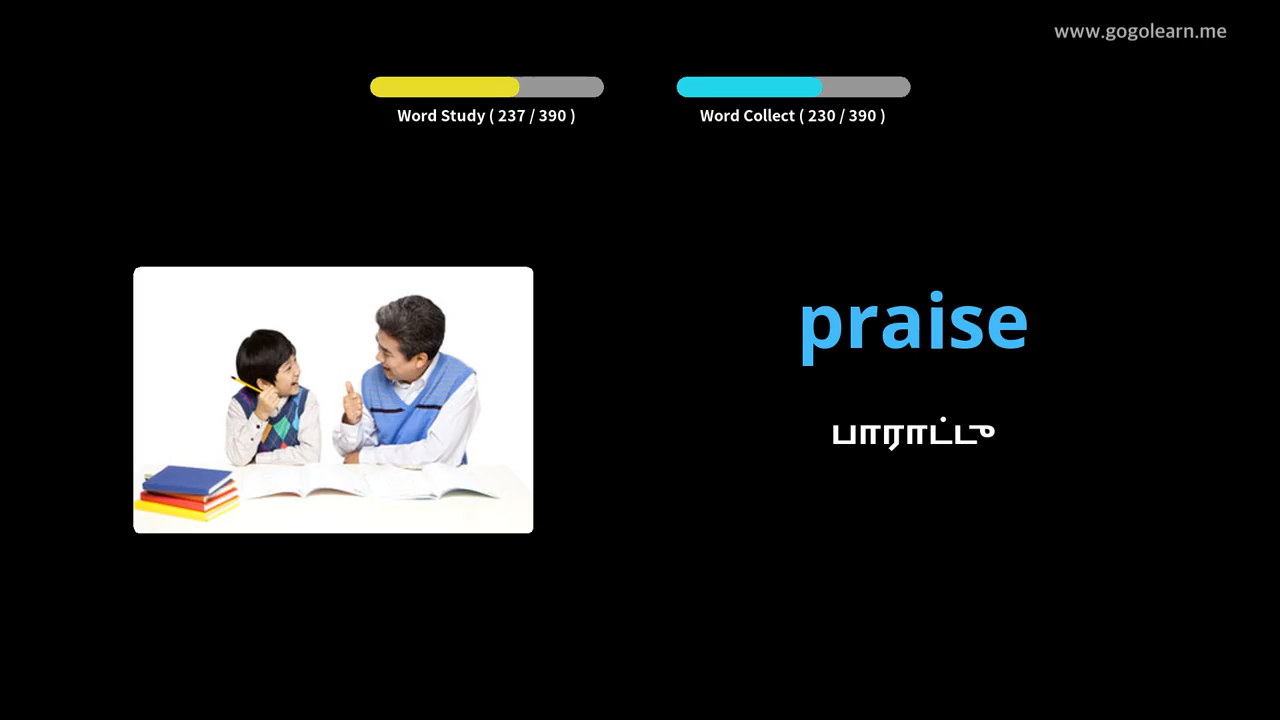 www.gogolearn.me
Word Study ( 237 / 390 )
Word Collect ( 230 / 390 )
praise
பாராட்டு